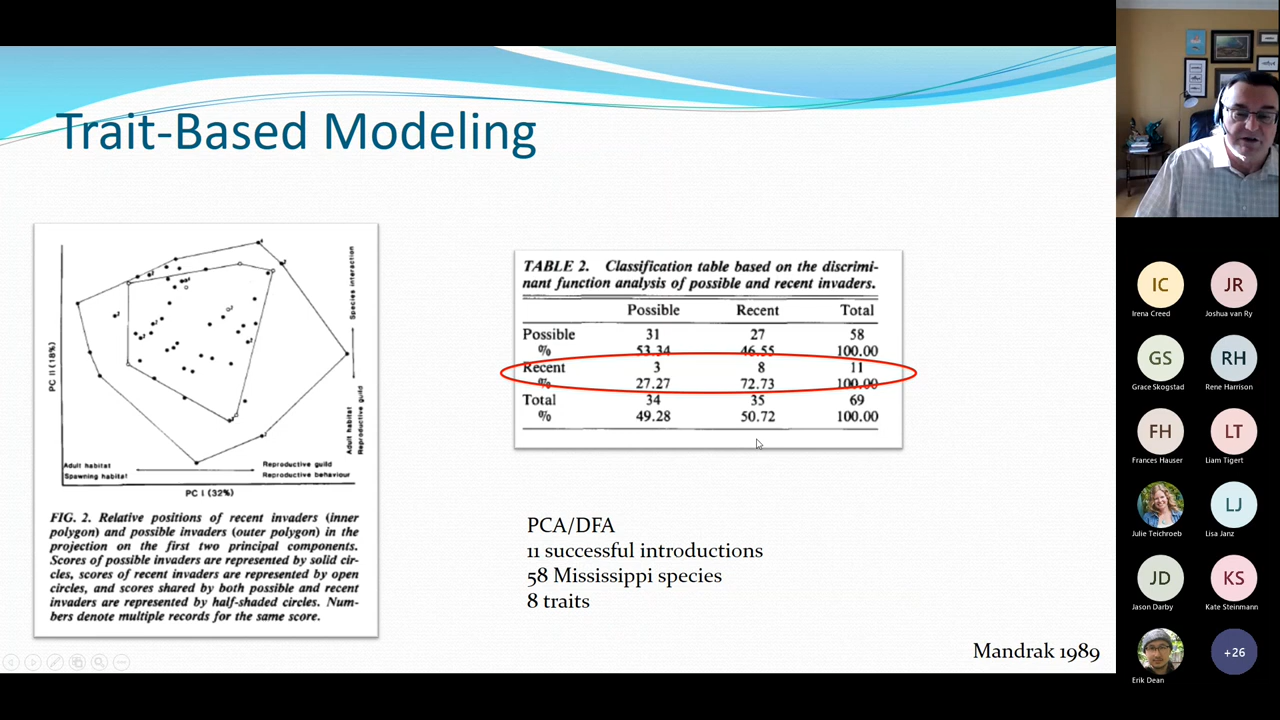 Trait-Based Modeling
PC II (18%)
Species interaction
Adult habitat
Reproductive guild
Adult habitat
Spawning habitat
Reproductive guild
Reproductive behaviour
PC I (32%)
FIG. 2. Relative positions of recent invaders (inner
polygon) and possible invaders (outer polygon) in the
projection on the first two principal components.
Scores of possible invaders are represented by solid cir-
cles, scores of recent invaders are represented by open
circles, and scores shared by both possible and recent
invaders are represented by half-shaded circles. Num-
bers denote multiple records for the same score.
TABLE 2. Classification table based on the discrimi-
nant function analysis of possible and recent invaders.
Possible Recent Total
Possible 31 27 58
% 53.34 46.55 100.00
Recent 3 8 11
% 27.27 72.73 100.00
Total 34 35 69
% 49.28 50.72 100.00
PCA/DFA
11 successful introductions
58 Mississippi species
8 traits
Mandrak 1989
IC
Irena Creed
JR
Joshua van Ry
GS
Grace Skogstad
RH
Rene Harrison
FH
Frances Hauser
LT
Liam Tigert
Julie Teichroeb
LJ
Lisa Janz
JD
Jason Darby
KS
Kate Steinmann
Erik Dean
+26